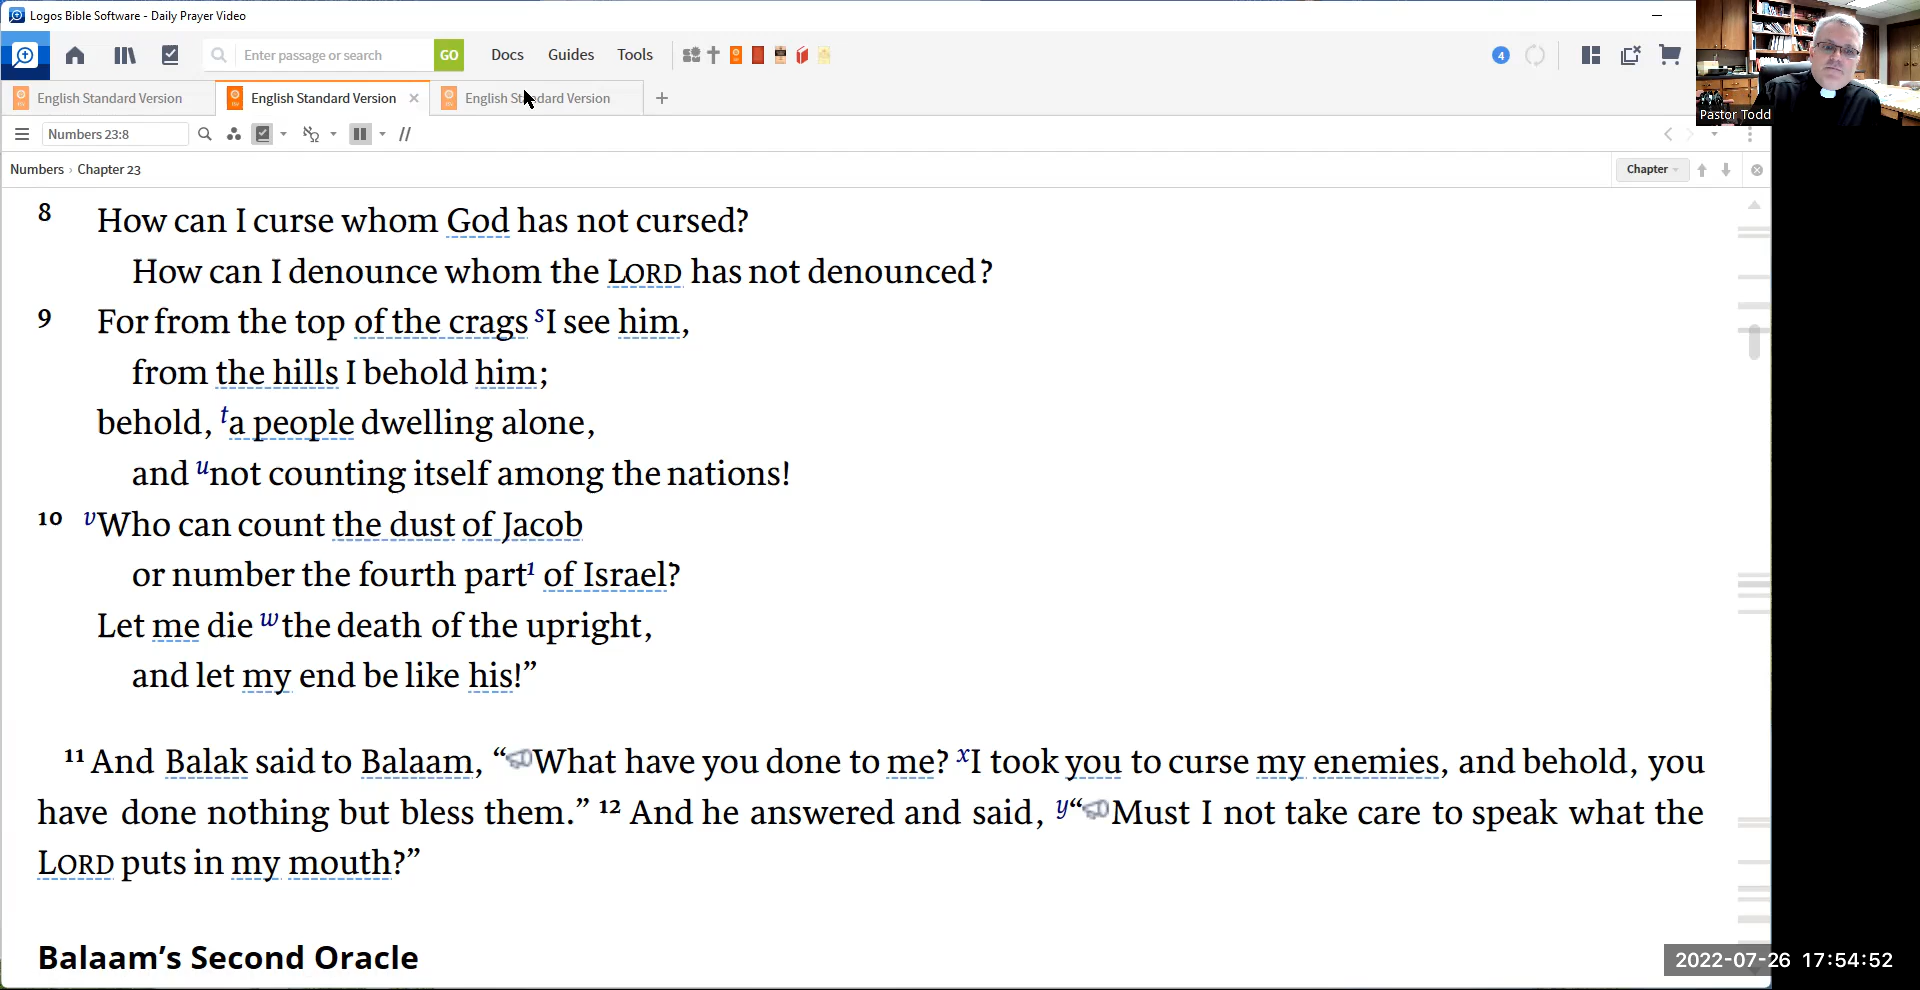 Logos Bible Software - Daily Prayer Video
Enter passage or search
GO
Docs
Guides
Tools
4
Pastor Todd
English Standard Version
English Standard Version
English Standard Version
Numbers 23:8
Numbers › Chapter 23
Chapter
8 How can I curse whom God has not cursed?
How can I denounce whom the LORD has not denounced?
9 For from the top of the crags sI see him,
from the hills I behold him;
behold, ta people dwelling alone,
and unot counting itself among the nations!
10 vWho can count the dust of Jacob
or number the fourth part1 of Israel?
Let me die wthe death of the upright,
and let my end be like his!”
11 And Balak said to Balaam, “What have you done to me? xI took you to curse my enemies, and behold, you
have done nothing but bless them.” 12 And he answered and said, y“Must I not take care to speak what the
LORD puts in my mouth?”
Balaam’s Second Oracle
2022-07-26 17:54:52